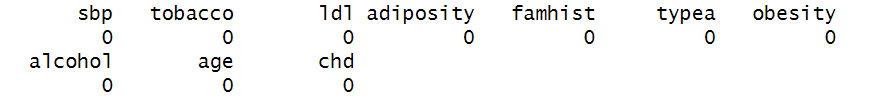 sbp tobacco ldl adiposity famhist typea obesity
0 0 0 0 0 0 0
alcohol age chd
0 0 0